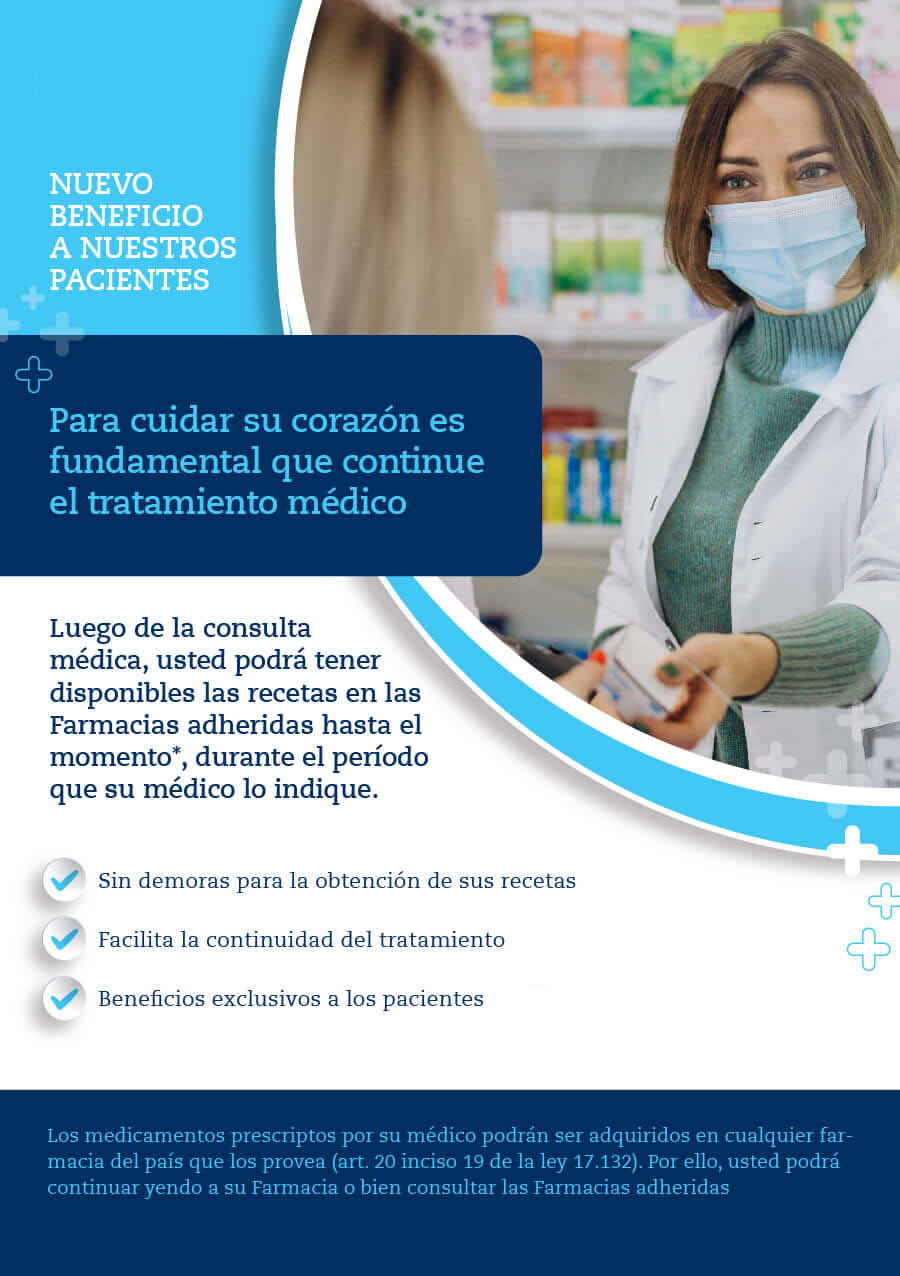 NUEVO
BENEFICIO
A NUESTROS
PACIENTES
Para cuidar su corazón es
fundamental que continue
el tratamiento médico
Luego de la consulta
médica, usted podrá tener
disponibles las recetas en las
Farmacias adheridas hasta el
momento*, durante el período
que su médico lo indique.
Sin demoras para la obtención de sus recetas
Facilita la continuidad del tratamiento
Beneficios exclusivos a los pacientes
Los medicamentos prescriptos por su médico podrán ser adquiridos en cualquier far-
macia del país que los provea (art. 20 inciso 19 de la ley 17.132). Por ello, usted podrá
continuar yendo a su Farmacia o bien consultar las Farmacias adheridas